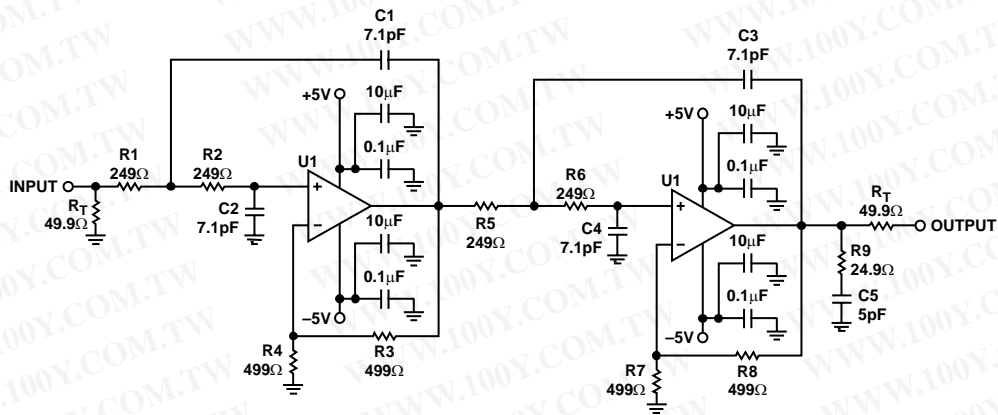 C1
7.1pF
C3
7.1pF
+5V
10µF
0.1µF
+5V
10µF
0.1µF
R1
249Ω
R2
249Ω
U1
INPUT
+
−
RT
49.9Ω
C2
7.1pF
10µF
0.1µF
−5V
R4
499Ω
R3
499Ω
R5
249Ω
R6
249Ω
C4
7.1pF
U1
+
−
10µF
0.1µF
−5V
R7
499Ω
R8
499Ω
RT
49.9Ω
OUTPUT
R9
24.9Ω
C5
5pF
WWW.100Y.COM.TW